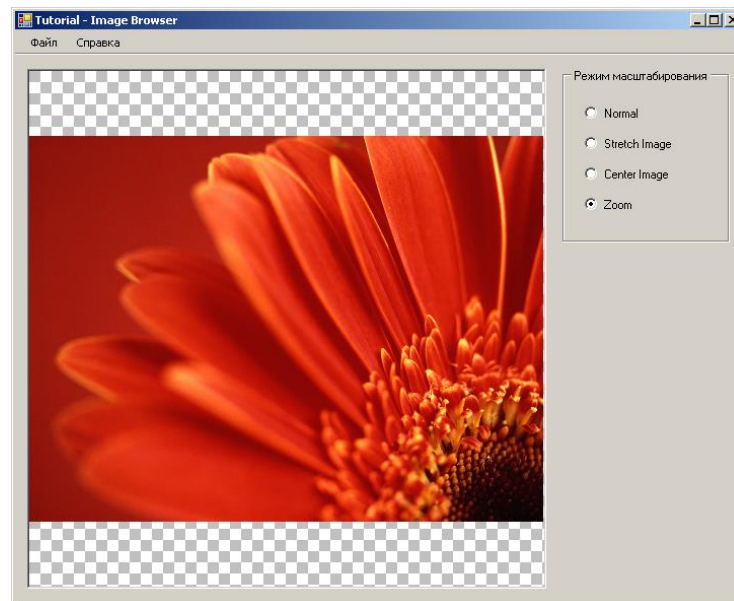 Tutorial - Image Browser
Файл Справка
Режим масштабирования
Normal
Stretch Image
Center Image
Zoom